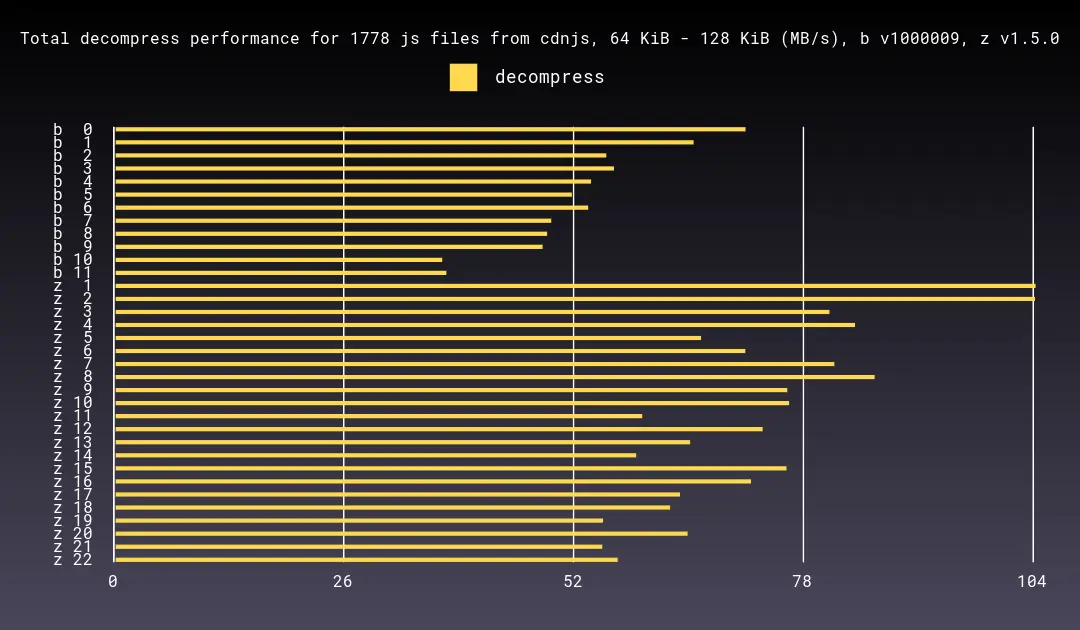 Total decompress performance for 1778 js files from cdnjs, 64 KiB - 128 KiB (MB/s), b v1000009, z v1.5.0
decompress
b 0
b 1
b 2
b 3
b 4
b 5
b 6
b 7
b 8
b 9
b 10
b 11
z 1
z 2
z 3
z 4
z 5
z 6
z 7
z 8
z 9
z 10
z 11
z 12
z 13
z 14
z 15
z 16
z 17
z 18
z 19
z 20
z 21
z 22
0 26 52 78 104